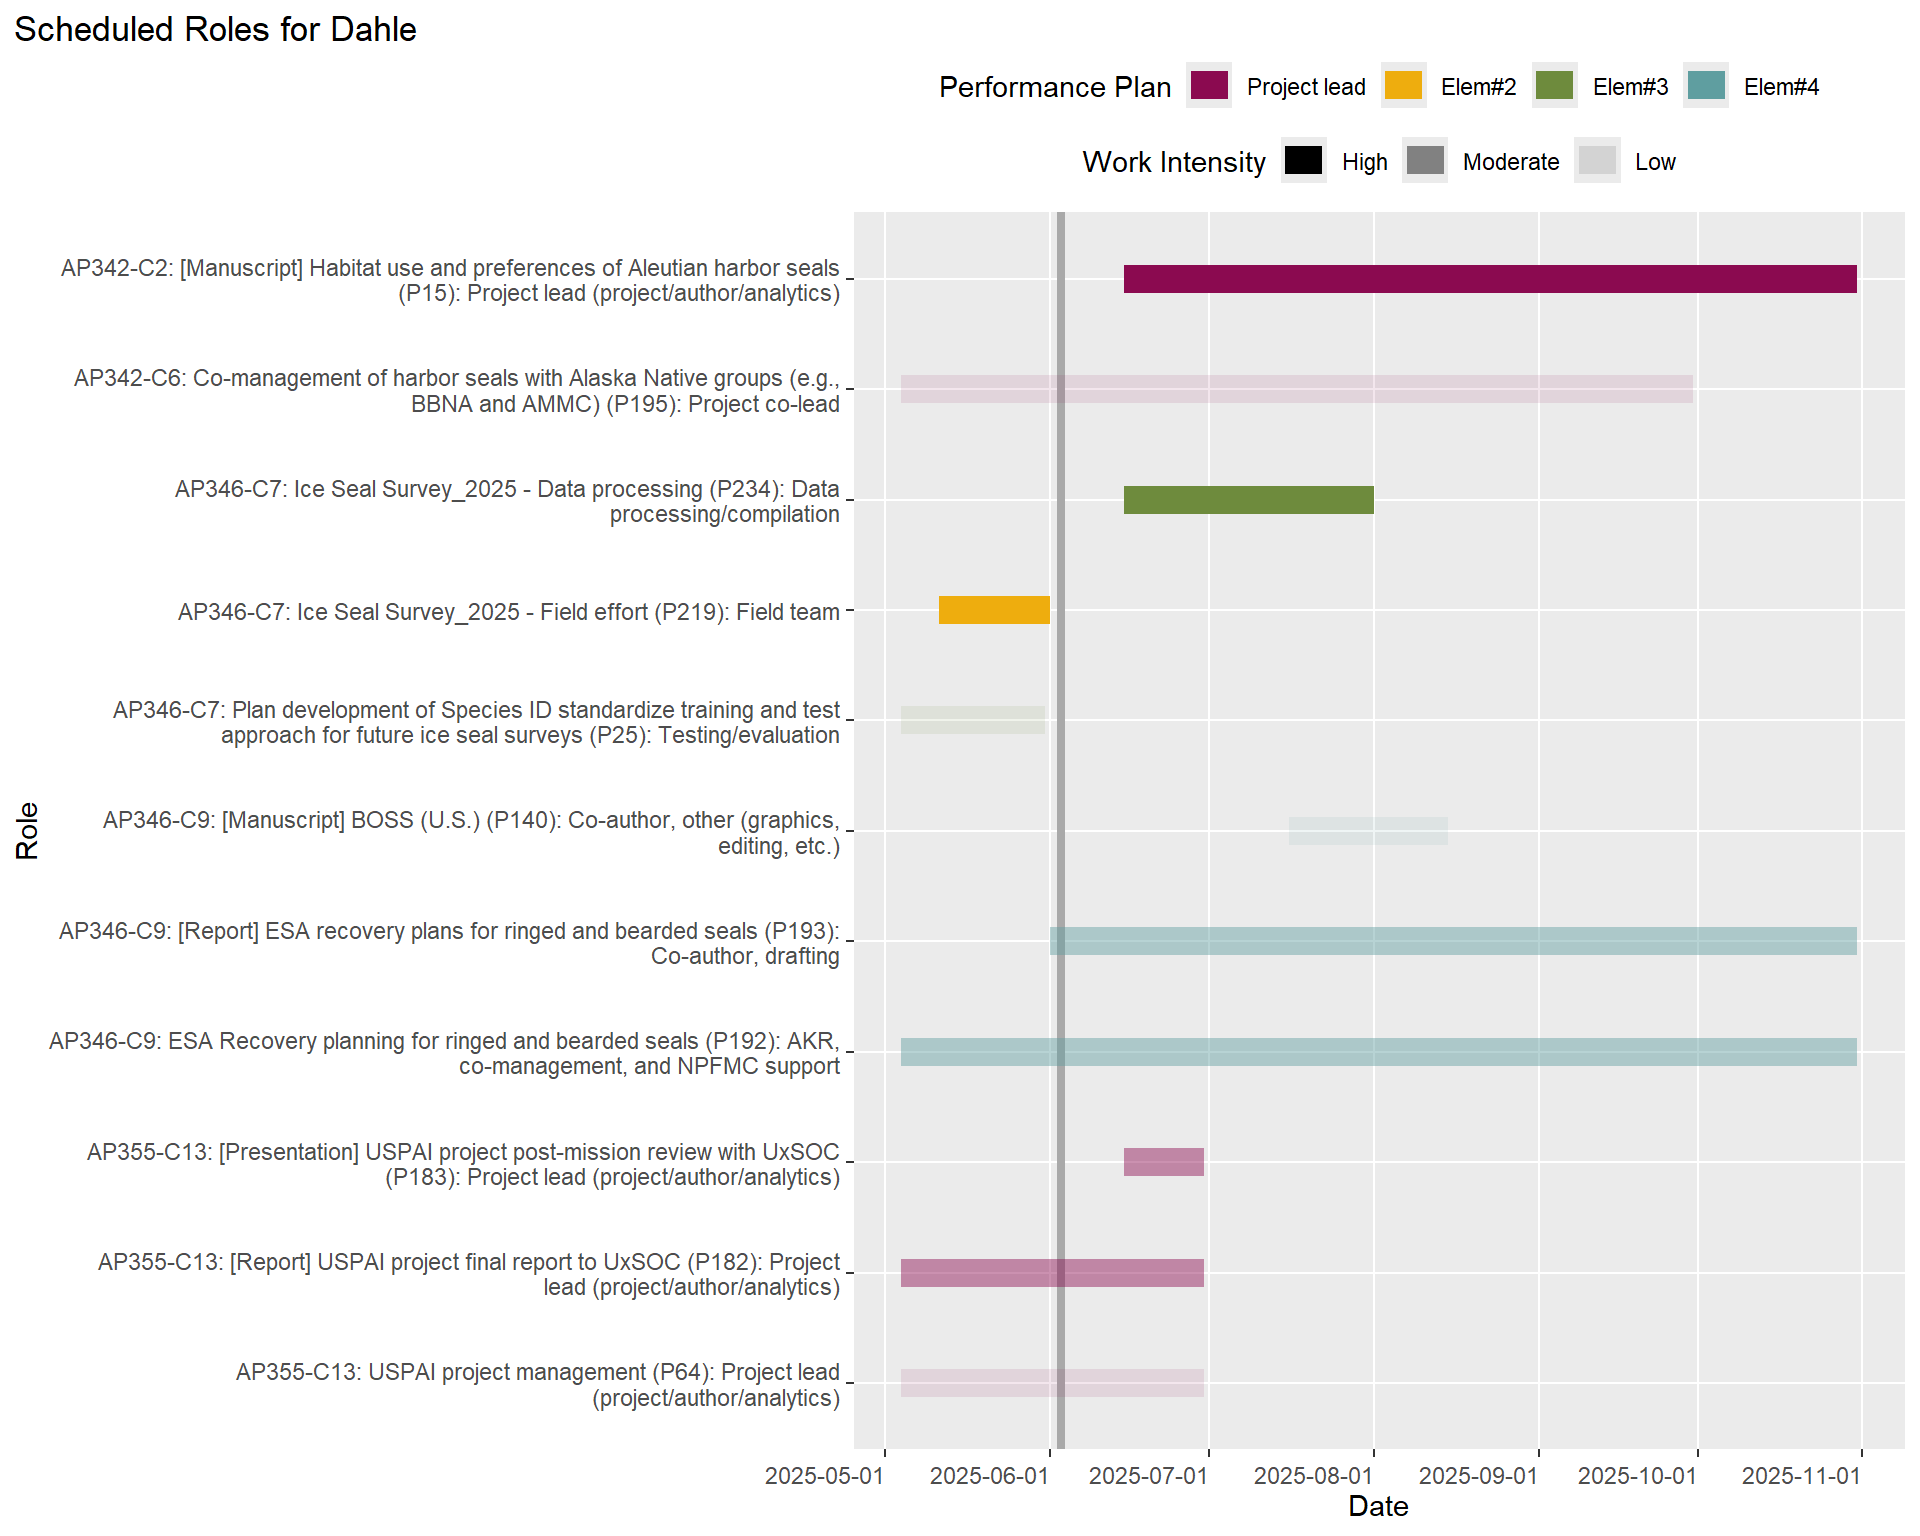 Scheduled Roles for Dahle
Performance Plan Project lead Elem#2 Elem#3 Elem#4
Work Intensity High Moderate Low
AP342-C2: [Manuscript] Habitat use and preferences of Aleutian harbor seals
(P15): Project lead (project/author/analytics)
AP342-C6: Co-management of harbor seals with Alaska Native groups (e.g.,
BBNA and AMMC) (P195): Project co-lead
AP346-C7: Ice Seal Survey_2025 - Data processing (P234): Data
processing/compilation
AP346-C7: Ice Seal Survey_2025 - Field effort (P219): Field team
AP346-C7: Plan development of Species ID standardize training and test
approach for future ice seal surveys (P25): Testing/evaluation
AP346-C9: [Manuscript] BOSS (U.S.) (P140): Co-author, other (graphics,
editing, etc.)
AP346-C9: [Report] ESA recovery plans for ringed and bearded seals (P193):
Co-author, drafting
AP346-C9: ESA Recovery planning for ringed and bearded seals (P192): AKR,
co-management, and NPFMC support
AP355-C13: [Presentation] USPAI project post-mission review with UxSOC
(P183): Project lead (project/author/analytics)
AP355-C13: [Report] USPAI project final report to UxSOC (P182): Project
lead (project/author/analytics)
AP355-C13: USPAI project management (P64): Project lead
(project/author/analytics)
Role
2025-05-01 2025-06-01 2025-07-01 2025-08-01 2025-09-01 2025-10-01 2025-11-01
Date